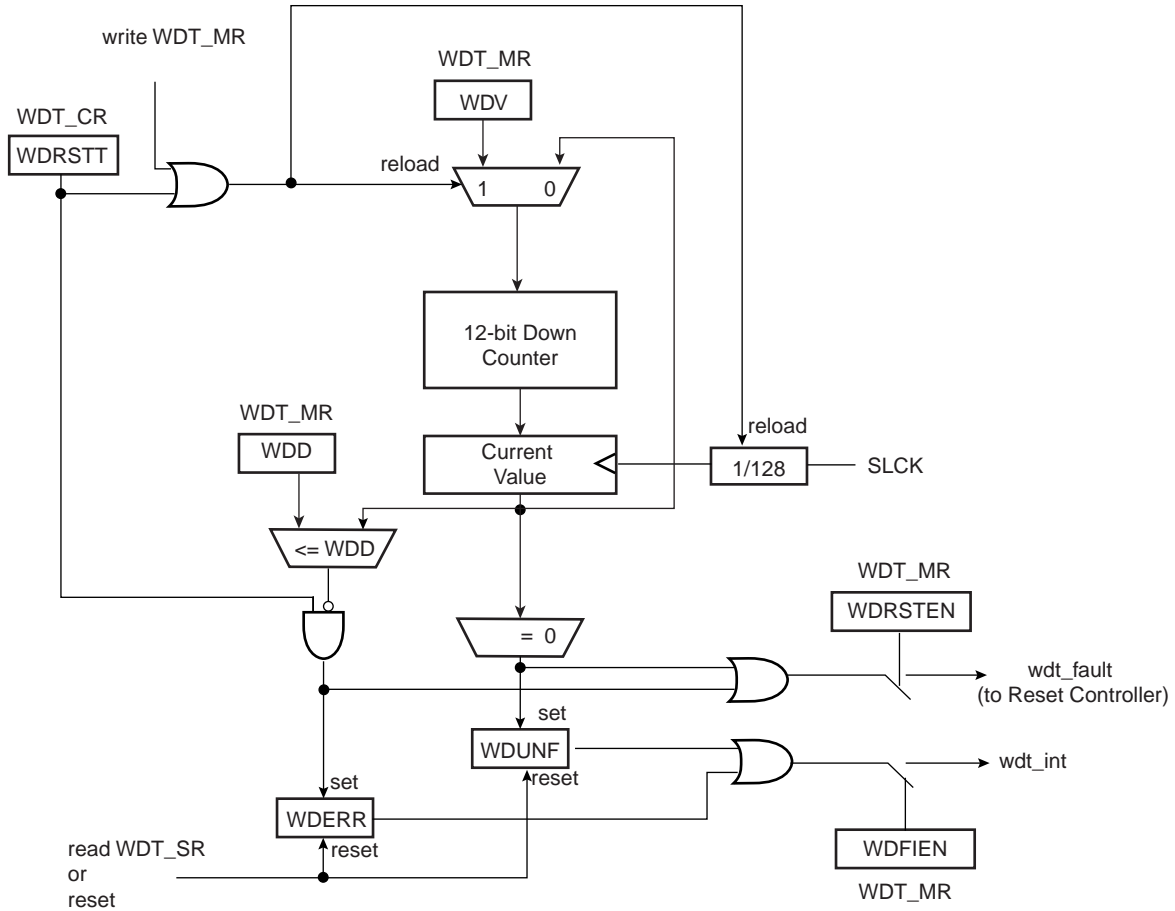 write WDT_MR
WDT_MR
WDV
WDT_CR
WDRSTT
reload
1 0
12-bit Down
Counter
WDT_MR
WDD
Current
Value
reload
1/128
SLCK
<= WDD
WDT_MR
WDRSTEN
= 0
wdt_fault
(to Reset Controller)
set
WDUNF
reset
wdt_int
set
WDERR
reset
read WDT_SR
or
reset
WDFIEN
WDT_MR